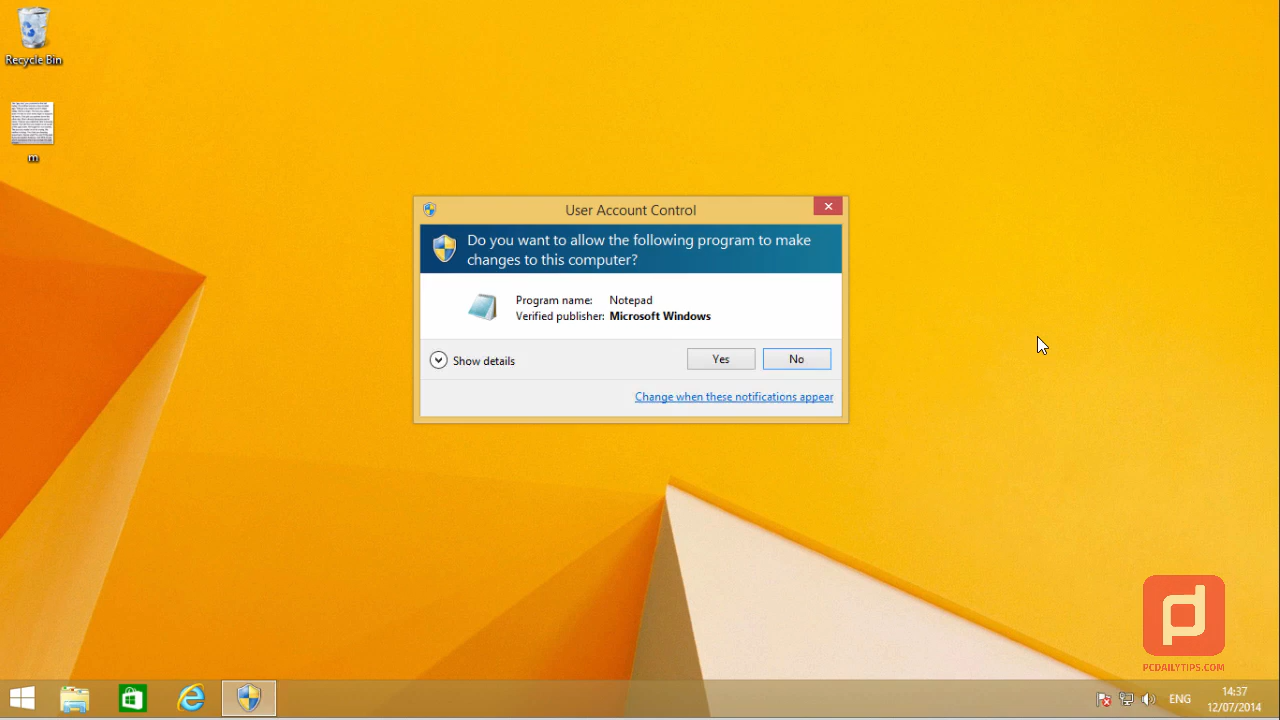 Recycle Bin
m
User Account Control
Do you want to allow the following program to make
changes to this computer?
Program name: Notepad
Verified publisher: Microsoft Windows
Show details
Yes
No
Change when these notifications appear
PCDAILYTIPS.COM
ENG
14:37
12/07/2014